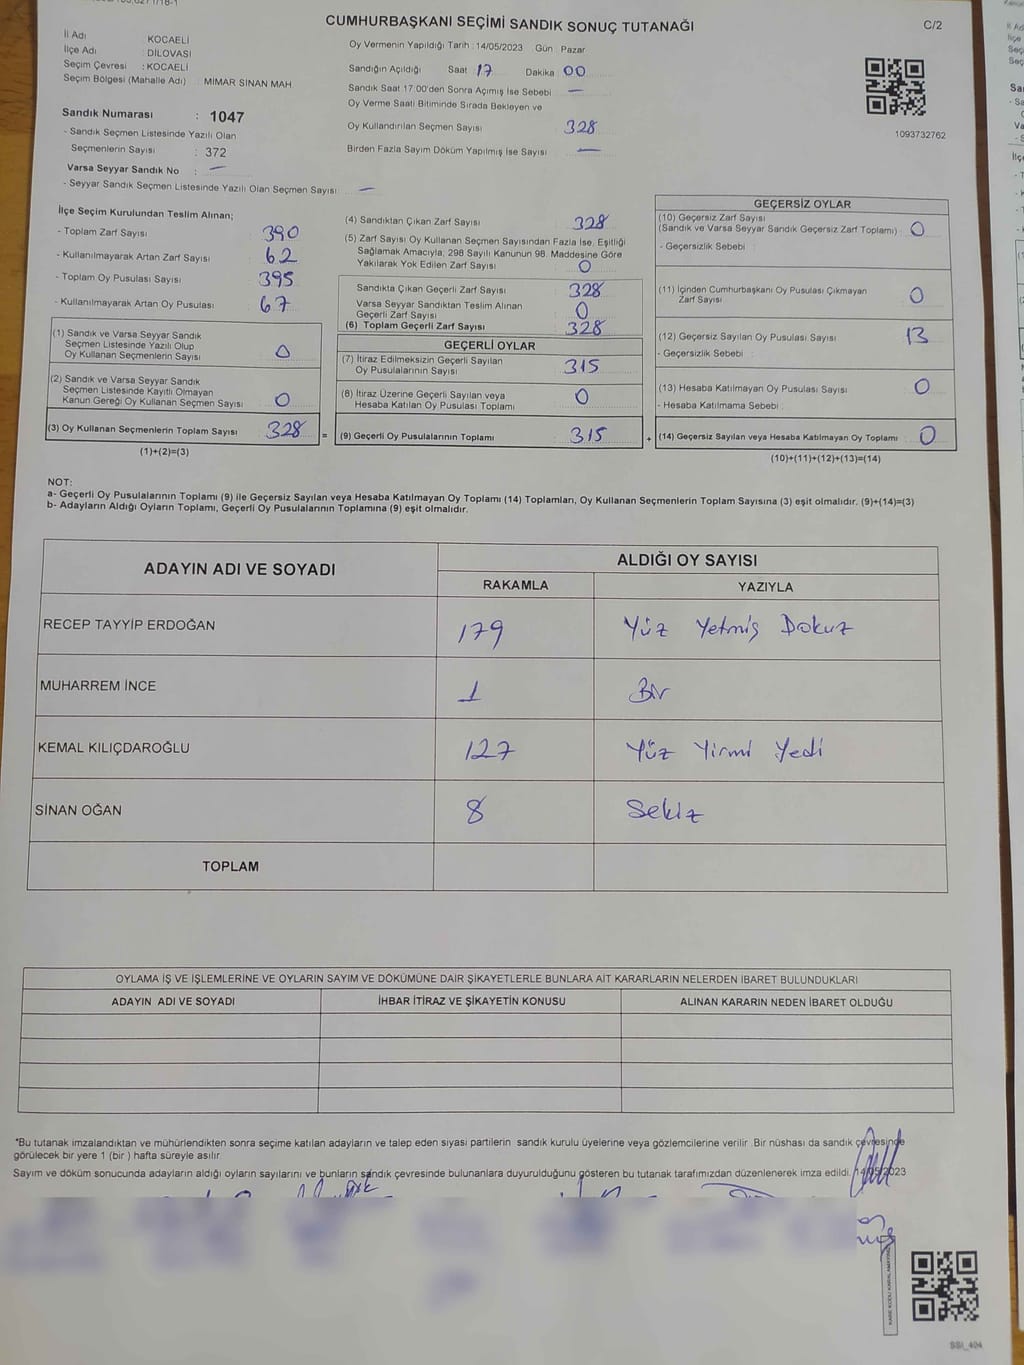 CUMHURBAŞKANI SEÇİMİ SANDIK SONUÇ TUTANAĞI
C/2
İl Adı : KOCAELİ
İlçe Adı : DİLOVASI
Seçim Çevresi : KOCAELİ
Seçim Bölgesi (Mahalle Adı) : MIMAR SINAN MAH.
Oy Vermenin Yapıldığı Tarih : 14/05/2023 Gün : Pazar
Sandığın Açıldığı Saat 17 Dakika 00
Sandık Saat 17.00'den Sonra Açımış İse Sebebi —
Oy Verme Saati Bitiminde Sırada Bekleyen ve
Oy Kullandırılan Seçmen Sayısı 328
Birden Fazla Sayım Döküm Yapılmış İse Sayısı —
1093732762
Sandık Numarası : 1047
- Sandık Seçmen Listesinde Yazılı Olan
Seçmenlerin Sayısı : 372
Varsa Seyyar Sandık No : —
- Seyyar Sandık Seçmen Listesinde Yazılı Olan Seçmen Sayısı : —
İlçe Seçim Kurulundan Teslim Alınan;
- Toplam Zarf Sayısı 390
- Kullanılmayarak Artan Zarf Sayısı 62
- Toplam Oy Pusulası Sayısı 395
- Kullanılmayarak Artan Oy Pusulası 67
(1) Sandık ve Varsa Seyyar Sandık
Seçmen Listesinde Yazılı Olup
Oy Kullanan Seçmenlerin Sayısı 0
(2) Sandık ve Varsa Seyyar Sandık
Seçmen Listesinde Kayıtlı Olmayan
Kanun Gereği Oy Kullanan Seçmen Sayısı 0
(3) Oy Kullanan Seçmenlerin Toplam Sayısı 328 =
(1)+(2)=(3)
(4) Sandıktan Çıkan Zarf Sayısı 328
(5) Zarf Sayısı Oy Kullanan Seçmen Sayısından Fazla İse, Eşitliği
Sağlamak Amacıyla; 298 Sayılı Kanunun 98. Maddesine Göre
Yakılarak Yok Edilen Zarf Sayısı 0
Sandıkta Çıkan Geçerli Zarf Sayısı 328
Varsa Seyyar Sandıktan Teslim Alınan
Geçerli Zarf Sayısı 0
(6) Toplam Geçerli Zarf Sayısı 328
GEÇERLİ OYLAR
(7) İtiraz Edilmeksizin Geçerli Sayılan
Oy Pusulalarının Sayısı 315
(8) İtiraz Üzerine Geçerli Sayılan veya
Hesaba Katılan Oy Pusulası Toplamı 0
(9) Geçerli Oy Pusulalarının Toplamı 315 +
GEÇERSİZ OYLAR
(10) Geçersiz Zarf Sayısı
(Sandık ve Varsa Seyyar Sandık Geçersiz Zarf Toplamı) 0
- Geçersizlik Sebebi :
(11) İçinden Cumhurbaşkanı Oy Pusulası Çıkmayan
Zarf Sayısı 0
(12) Geçersiz Sayılan Oy Pusulası Sayısı 13
- Geçersizlik Sebebi :
(13) Hesaba Katılmayan Oy Pusulası Sayısı 0
- Hesaba Katılmama Sebebi :
(14) Geçersiz Sayılan veya Hesaba Katılmayan Oy Toplamı 0
(10)+(11)+(12)+(13)=(14)
NOT:
a- Geçerli Oy Pusulalarının Toplamı (9) ile Geçersiz Sayılan veya Hesaba Katılmayan Oy Toplamı (14) Toplamları, Oy Kullanan Seçmenlerin Toplam Sayısına (3) eşit olmalıdır. (9)+(14)=(3)
b- Adayların Aldığı Oyların Toplamı, Geçerli Oy Pusulalarının Toplamına (9) eşit olmalıdır.
ADAYIN ADI VE SOYADI
ALDIĞI OY SAYISI
RAKAMLA YAZIYLA
RECEP TAYYİP ERDOĞAN 179 Yüz Yetmiş Dokuz
MUHARREM İNCE 1 Bir
KEMAL KILIÇDAROĞLU 127 Yüz Yirmi Yedi
SİNAN OĞAN 8 Sekiz
TOPLAM
OYLAMA İŞ VE İŞLEMLERİNE VE OYLARIN SAYIM VE DÖKÜMÜNE DAİR ŞİKAYETLERLE BUNLARA AİT KARARLARIN NELERDEN İBARET BULUNDUKLARI
ADAYIN ADI VE SOYADI İHBAR İTİRAZ VE ŞİKAYETİN KONUSU ALINAN KARARIN NEDEN İBARET OLDUĞU
*Bu tutanak imzalandıktan ve mühürlendikten sonra seçime katılan adayların ve talep eden siyasi partilerin sandık kurulu üyelerine veya gözlemcilerine verilir .Bir nüshası da sandık çevresinde
görülecek bir yere 1 (bir ) hafta süreyle asılır.
Sayım ve döküm sonucunda adayların aldığı oyların sayılarını ve bunların sandık çevresinde bulunanlara duyurulduğunu gösteren bu tutanak tarafımızdan düzenlenerek imza edildi. 14/05/2023
SSI_404